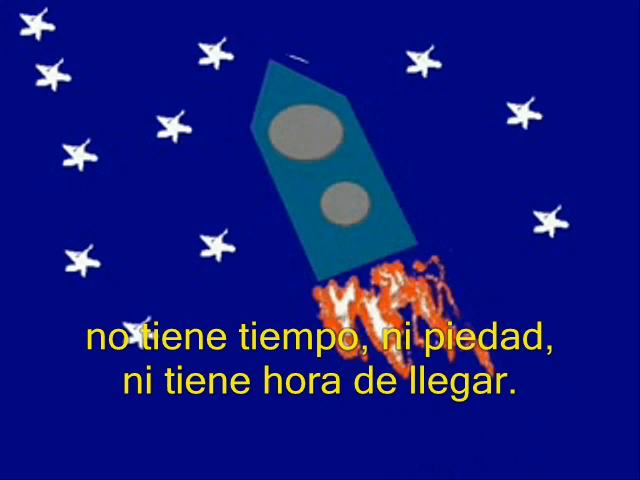 no tiene tiempo, ni piedad,
ni tiene hora de llegar.